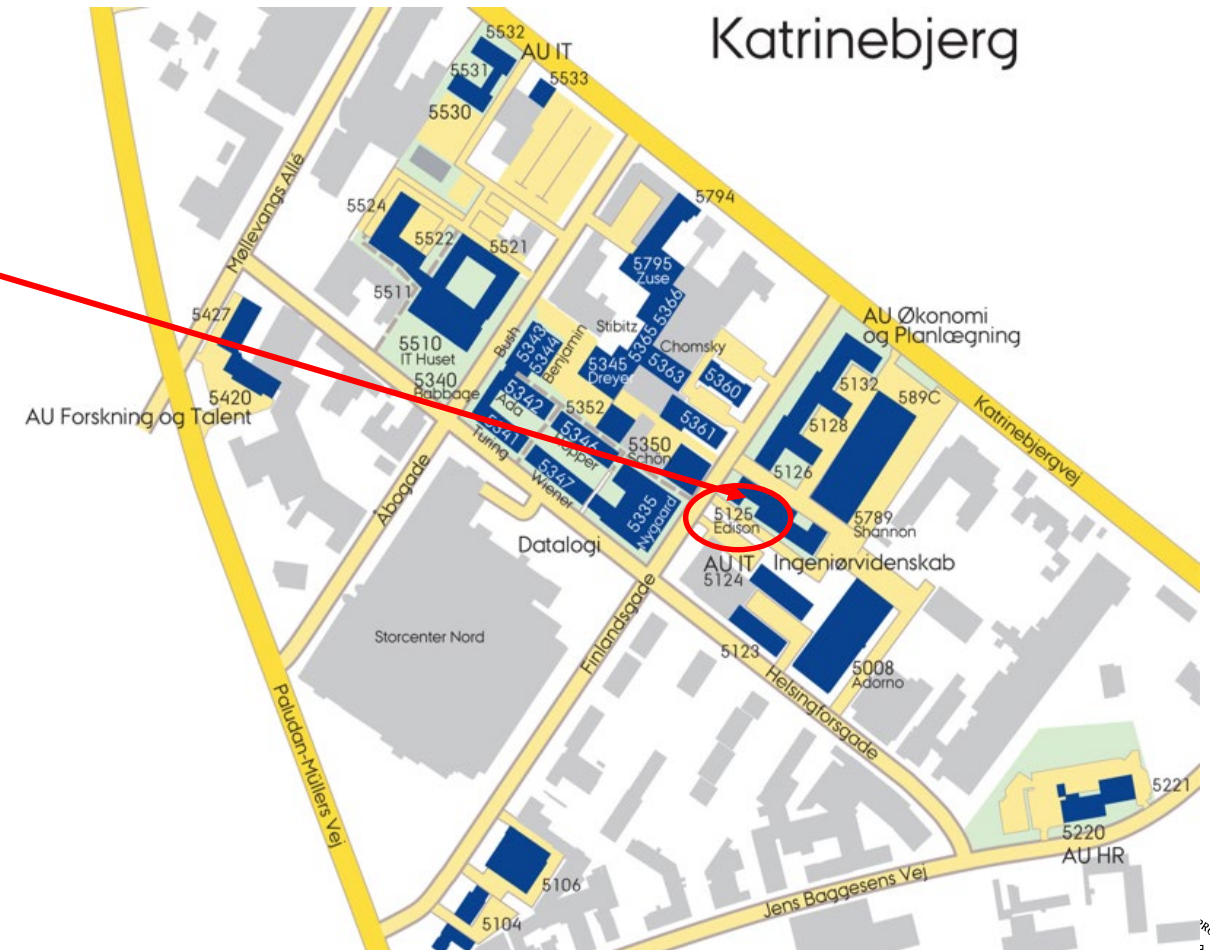 Katrinebjerg
5532
AU IT
5531
5533
5530
Møllevangs Allé
5524
5522
5521
5794
5511
5795
Zuse
5366
5427
5510
IT Huset
Bush
5343
5344
Benjamin
Stibitz
5365
Chomsky
AU Økonomi
og Planlægning
5345
Dreyer
5363
5360
5132
589C
5420
5340
Babbage
5342
Ada
5352
5361
5128
Katrinebjergvej
AU Forskning og Talent
5341
Turing
5346
Hopper
5350
Schön
5126
Åbogade
5347
Wiener
5335
Nygaard
5125
Edison
5789
Shannon
Datalogi
AU IT
Ingeniørvidenskab
5124
Storcenter Nord
Finlandsgade
5123
5008
Adorno
Helsingforsgade
Paludan-Müllers Vej
5221
5220
AU HR
5106
Jens Baggesens Vej
5104